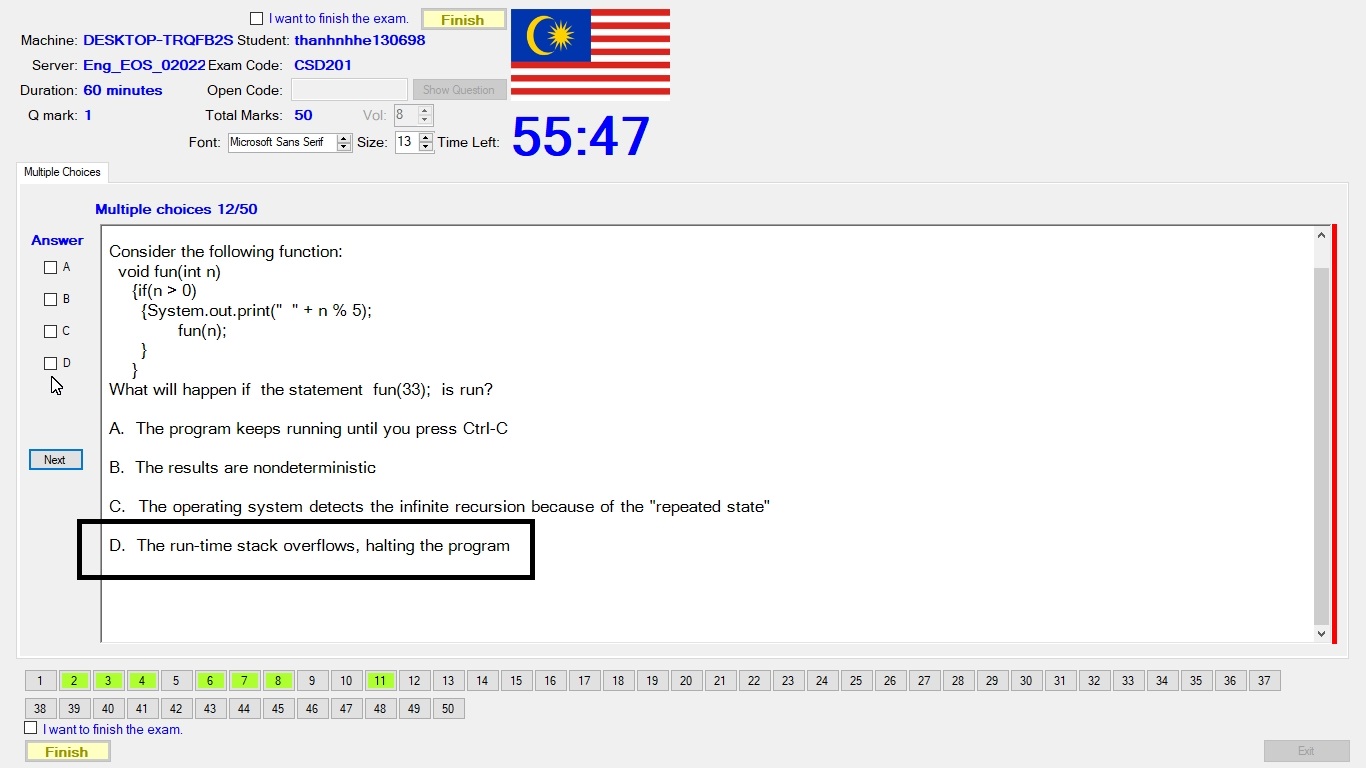 I want to finish the exam. Finish
Machine: DESKTOP-TRQFB2S Student: thanhnhhe130698
Server: Eng_EOS_02022 Exam Code: CSD201
Duration: 60 minutes Open Code: Show Question
Q mark: 1 Total Marks: 50 Vol: 8
Font: Microsoft Sans Serif Size: 13 Time Left: 55:47
Multiple Choices
Multiple choices 12/50
Answer
A
B
C
D
Next
Consider the following function:
void fun(int n)
{if(n > 0)
{System.out.print("  " + n % 5);
fun(n);
}
}
What will happen if  the statement  fun(33);  is run?
A.  The program keeps running until you press Ctrl-C
B.  The results are nondeterministic
C.  The operating system detects the infinite recursion because of the "repeated state"
D.  The run-time stack overflows, halting the program
1 2 3 4 5 6 7 8 9 10 11 12 13 14 15 16 17 18 19 20 21 22 23 24 25 26 27 28 29 30 31 32 33 34 35 36 37
38 39 40 41 42 43 44 45 46 47 48 49 50
I want to finish the exam.
Finish Exit